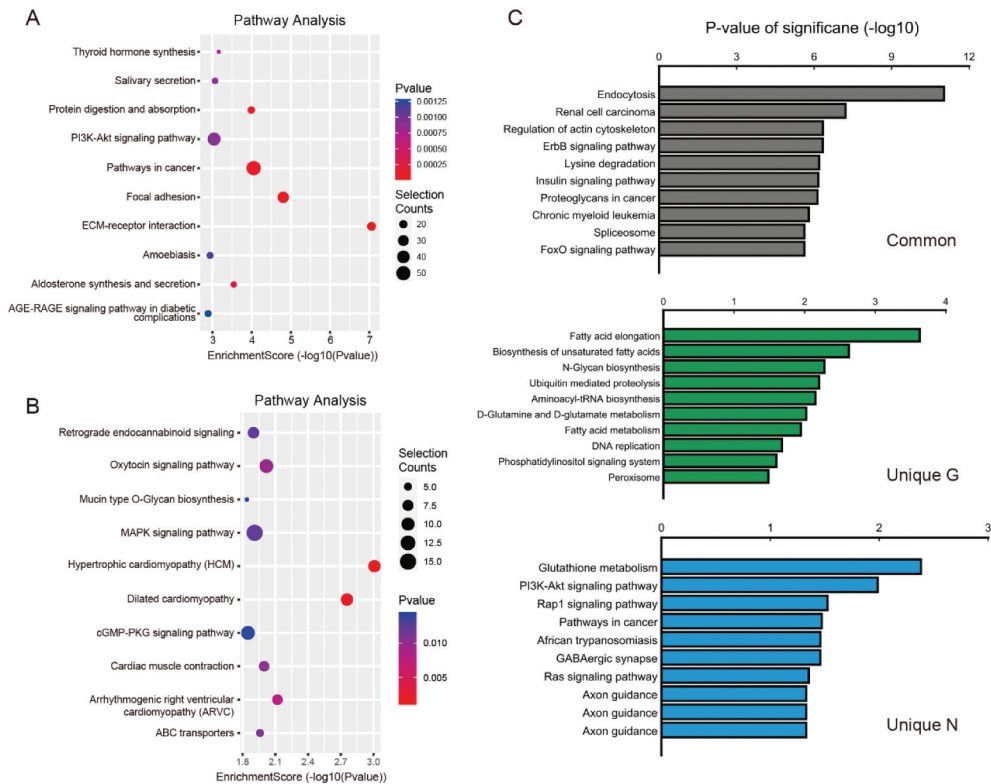 A
Pathway Analysis
Thyroid hormone synthesis
Salivary secretion
Protein digestion and absorption
PI3K-Akt signaling pathway
Pathways in cancer
Focal adhesion
ECM-receptor interaction
Amoebiasis
Aldosterone synthesis and secretion
AGE-RAGE signaling pathway in diabetic
complications
3 4 5 6 7
EnrichmentScore (-log10(Pvalue))
Pvalue
0.00125
0.00100
0.00075
0.00050
0.00025
Selection
Counts
20
30
40
50
B
Pathway Analysis
Retrograde endocannabinoid signaling
Oxytocin signaling pathway
Mucin type O-Glycan biosynthesis
MAPK signaling pathway
Hypertrophic cardiomyopathy (HCM)
Dilated cardiomyopathy
cGMP-PKG signaling pathway
Cardiac muscle contraction
Arrhythmogenic right ventricular
cardiomyopathy (ARVC)
ABC transporters
1.8 2.1 2.4 2.7 3.0
EnrichmentScore (-log10(Pvalue))
Selection
Counts
5.0
7.5
10.0
12.5
15.0
Pvalue
0.010
0.005
C
P-value of significane (-log10)
0 3 6 9 12
Endocytosis
Renal cell carcinoma
Regulation of actin cytoskeleton
ErbB signaling pathway
Lysine degradation
Insulin signaling pathway
Proteoglycans in cancer
Chronic myeloid leukemia
Spliceosome
FoxO signaling pathway
Common
0 1 2 3 4
Fatty acid elongation
Biosynthesis of unsaturated fatty acids
N-Glycan biosynthesis
Ubiquitin mediated proteolysis
Aminoacyl-tRNA biosynthesis
D-Glutamine and D-glutamate metabolism
Fatty acid metabolism
DNA replication
Phosphatidylinositol signaling system
Peroxisome
Unique G
0 1 2 3
Glutathione metabolism
PI3K-Akt signaling pathway
Rap1 signaling pathway
Pathways in cancer
African trypanosomiasis
GABAergic synapse
Ras signaling pathway
Axon guidance
Axon guidance
Axon guidance
Unique N